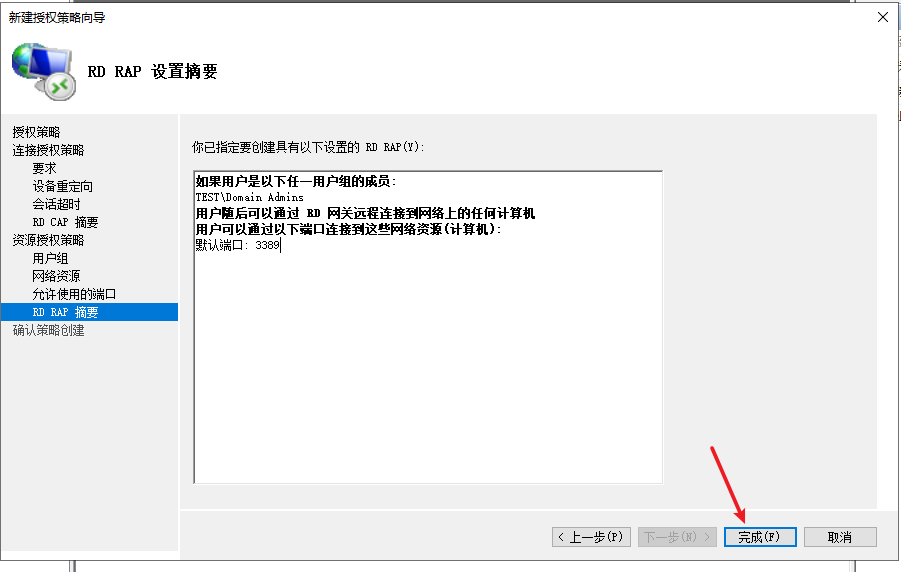 新建授权策略向导
RD RAP 设置摘要
授权策略
连接授权策略
要求
设备重定向
会话超时
RD CAP 摘要
资源授权策略
用户组
网络资源
允许使用的端口
RD RAP 摘要
确认策略创建
你已指定要创建具有以下设置的 RD RAP(Y):
如果用户是以下任一用户组的成员:
TEST\Domain Admins
用户随后可以通过 RD 网关远程连接到网络上的任何计算机
用户可以通过以下端口连接到这些网络资源(计算机):
默认端口: 3389
< 上一步(P)
下一步(N) >
完成(F)
取消